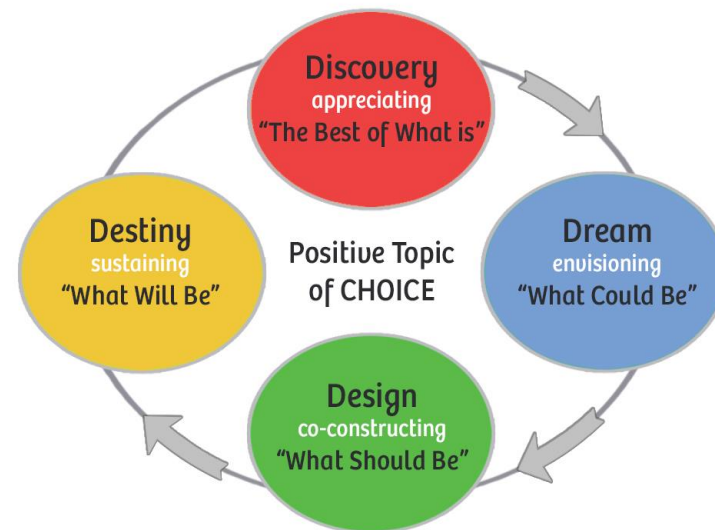 Discovery
appreciating
“The Best of What is”
Dream
envisioning
“What Could Be”
Design
co-constructing
“What Should Be”
Destiny
sustaining
“What Will Be”
Positive Topic
of CHOICE